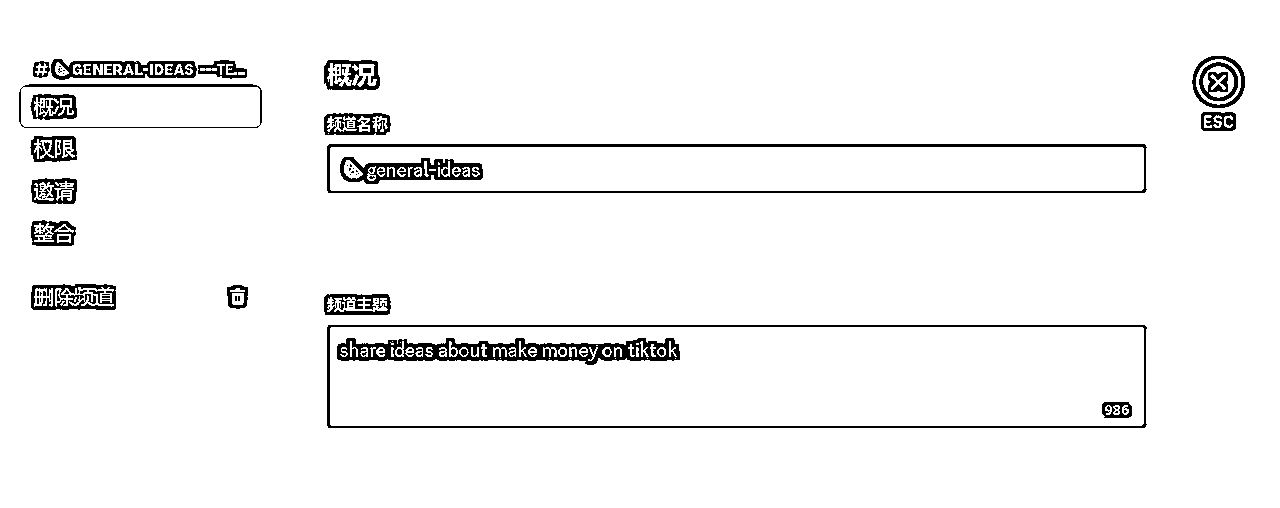 # GENERAL-IDEAS ---TE...
概况
权限
邀请
整合
删除频道
概况
频道名称
general-ideas
频道主题
share ideas about make money on tiktok
986
ESC